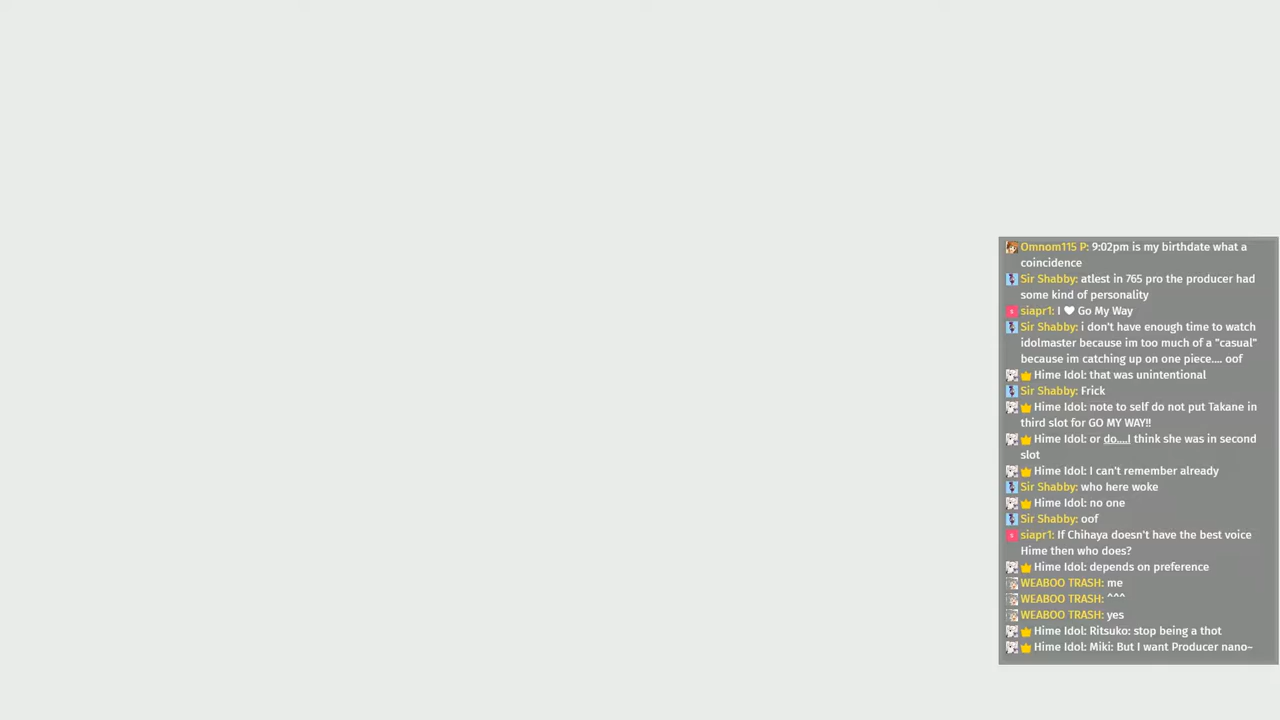 Omnom115 P: 9:02pm is my birthdate what a
coincidence
Sir Shabby: atlest in 765 pro the producer had
some kind of personality
siapr1: I ♥ Go My Way
Sir Shabby: i don't have enough time to watch
idolmaster because im too much of a "casual"
because im catching up on one piece.... oof
Hime Idol: that was unintentional
Sir Shabby: Frick
Hime Idol: note to self do not put Takane in
third slot for GO MY WAY!!
Hime Idol: or do....I think she was in second
slot
Hime Idol: I can't remember already
Sir Shabby: who here woke
Hime Idol: no one
Sir Shabby: oof
siapr1: If Chihaya doesn't have the best voice
Hime then who does?
Hime Idol: depends on preference
WEABOO TRASH: me
WEABOO TRASH: ^^^
WEABOO TRASH: yes
Hime Idol: Ritsuko: stop being a thot
Hime Idol: Miki: But I want Producer nano~